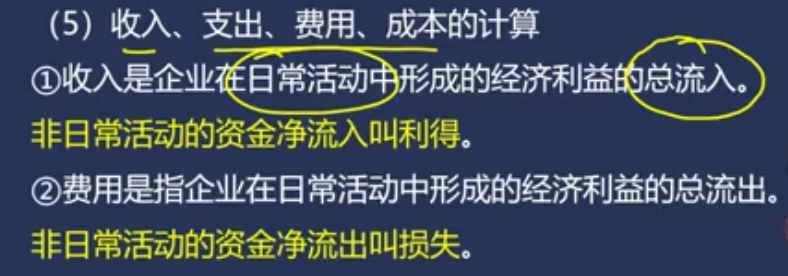 （5）收入、支出、费用、成本的计算
①收入是企业在日常活动中形成的经济利益的总流入。
非日常活动的资金净流入叫利得。
②费用是指企业在日常活动中形成的经济利益的总流出。
非日常活动的资金净流出叫损失。